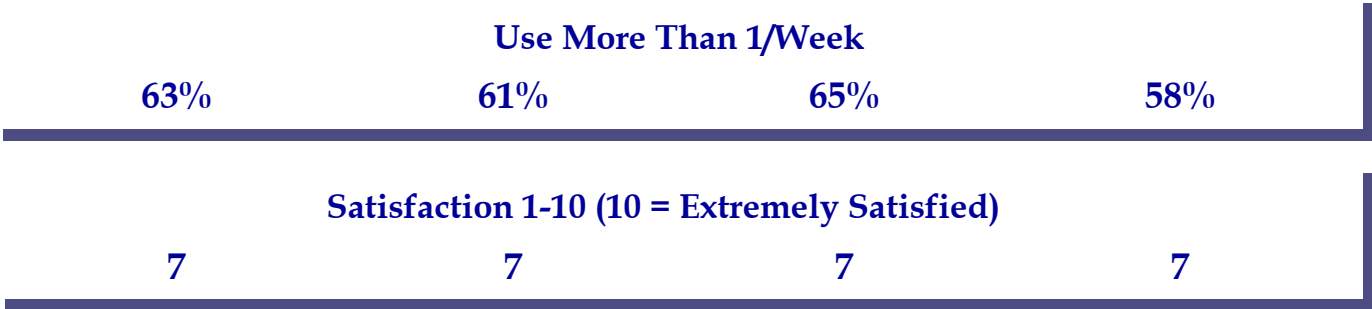 Use More Than 1/Week
63% 61% 65% 58%
Satisfaction 1-10 (10 = Extremely Satisfied)
7 7 7 7